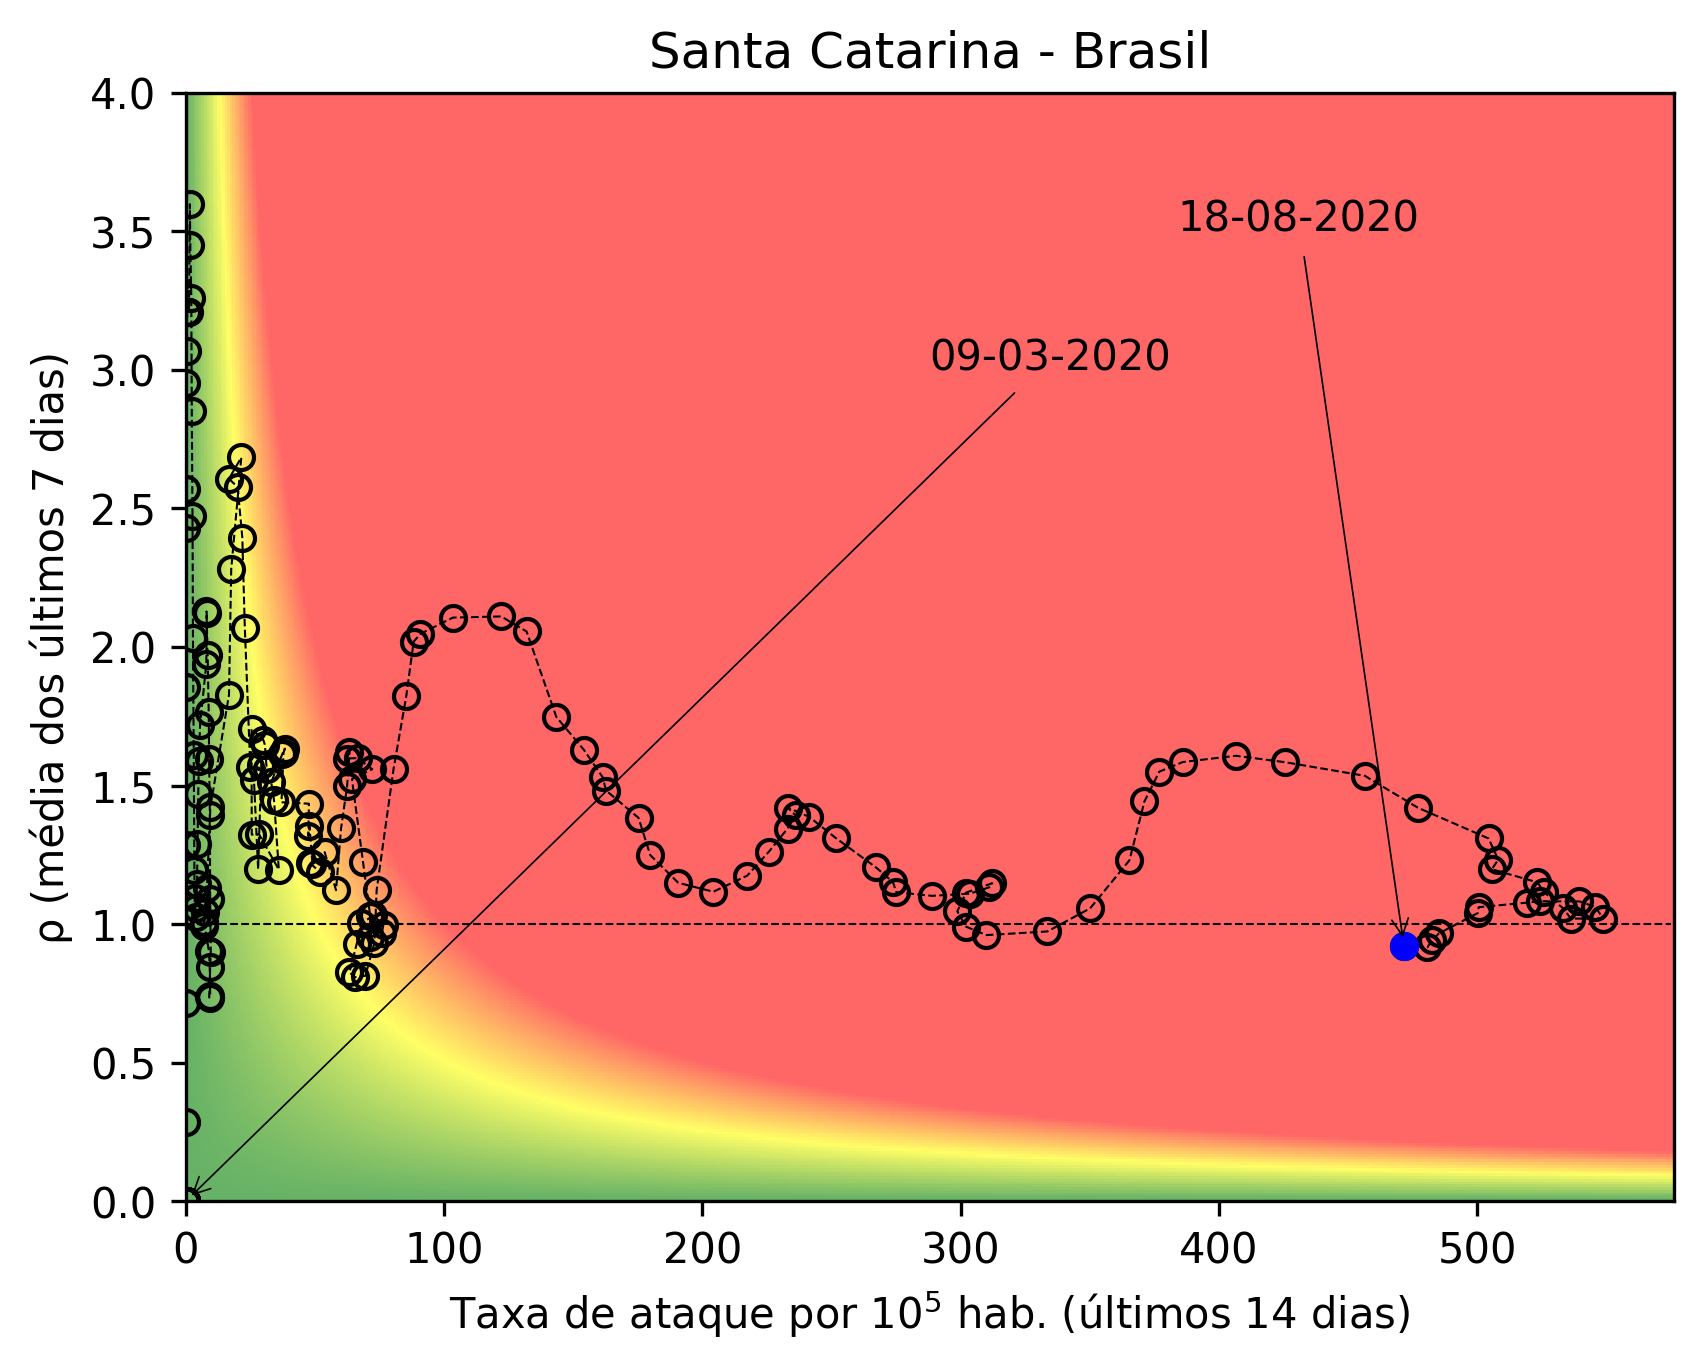 Santa Catarina - Brasil
4.0
3.5
3.0
2.5
2.0
1.5
1.0
0.5
0.0
ρ (média dos últimos 7 dias)
18-08-2020
09-03-2020
0 100 200 300 400 500
Taxa de ataque por 10⁵ hab. (últimos 14 dias)